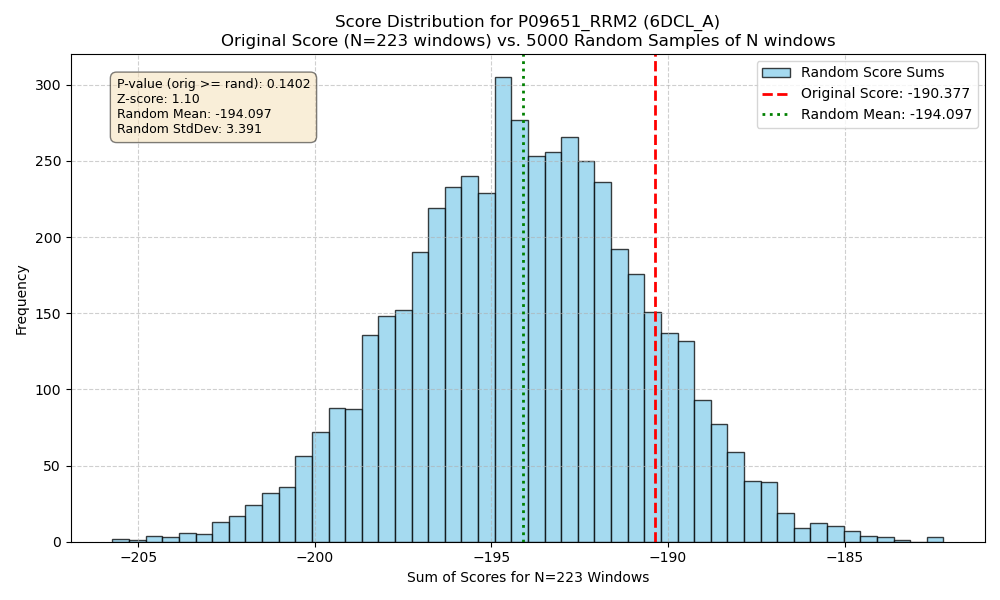 Score Distribution for P09651_RRM2 (6DCL_A)
Original Score (N=223 windows) vs. 5000 Random Samples of N windows
P-value (orig >= rand): 0.1402
Z-score: 1.10
Random Mean: -194.097
Random StdDev: 3.391
Random Score Sums
Original Score: -190.377
Random Mean: -194.097
Frequency
300
250
200
150
100
50
0
−205
−200
−195
−190
−185
Sum of Scores for N=223 Windows